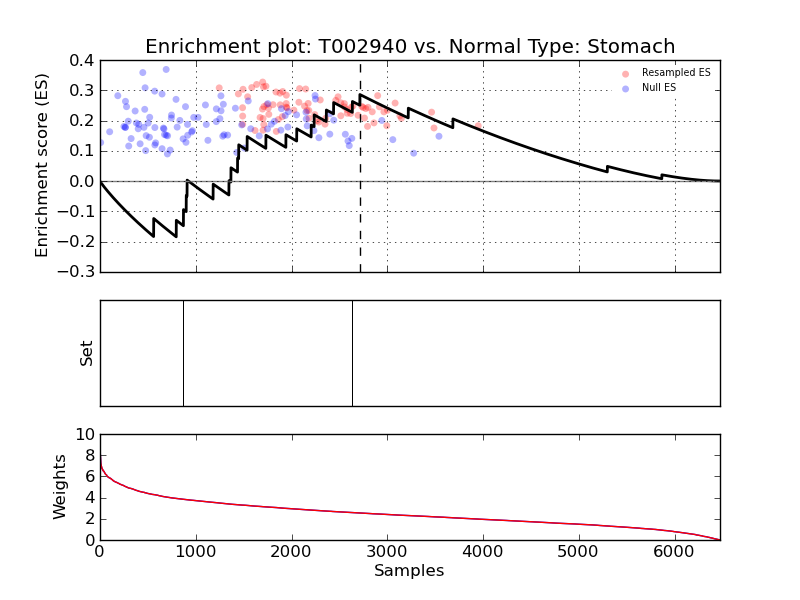 Enrichment plot: T002940 vs. Normal Type: Stomach
Enrichment score (ES)
0.4
0.3
0.2
0.1
0.0
−0.1
−0.2
−0.3
Resampled ES
Null ES
Set
Weights
10
8
6
4
2
0
0 1000 2000 3000 4000 5000 6000
Samples